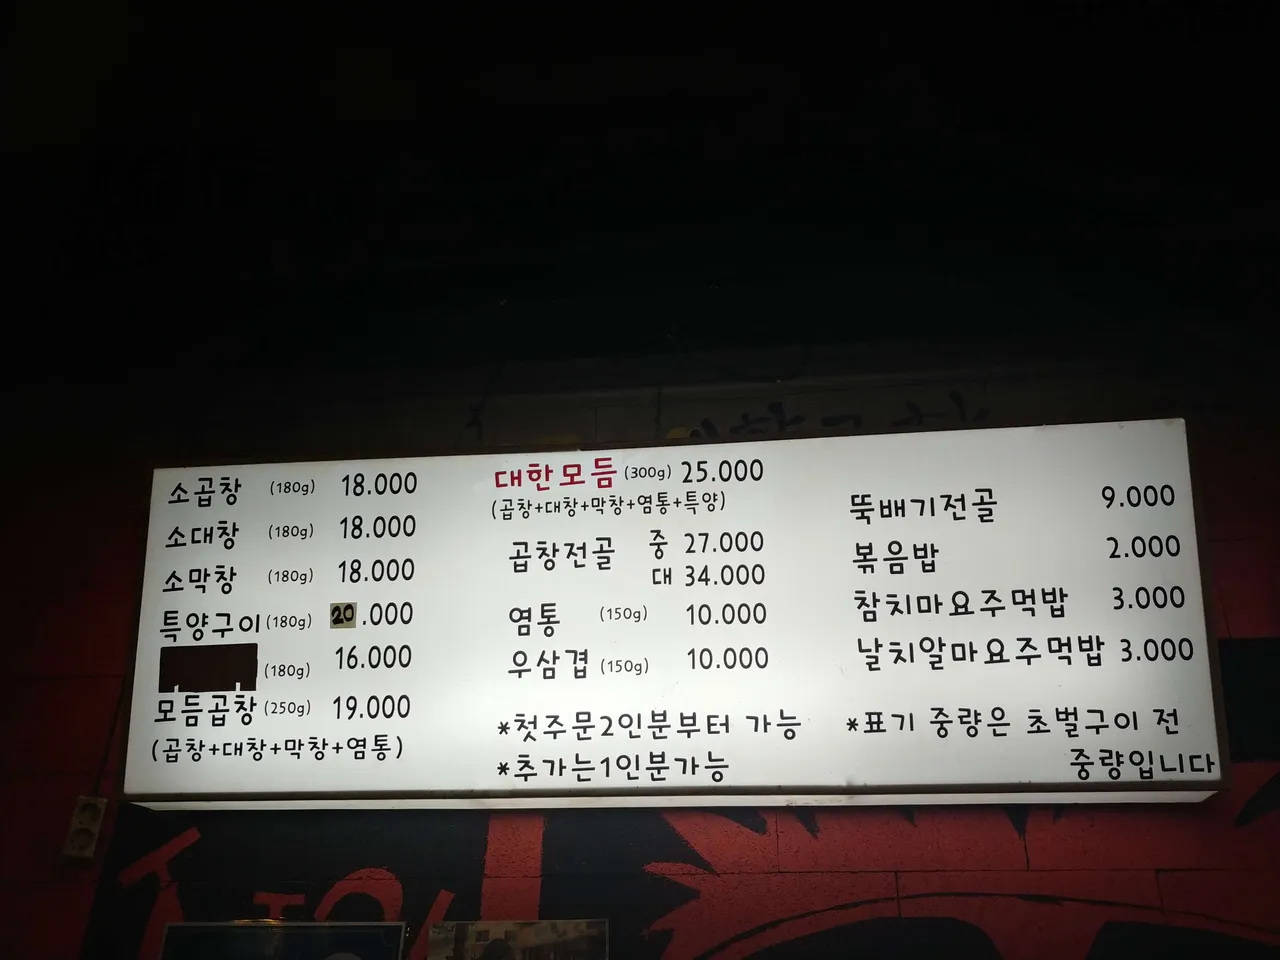 소곱창 (180g) 18.000
소대창 (180g) 18.000
소막창 (180g) 18.000
특양구이 (180g) 20.000
(180g) 16.000
모듬곱창 (250g) 19.000
(곱창+대창+막창+염통)
대한모듬 (300g) 25.000
(곱창+대창+막창+염통+특양)
곱창전골 중 27.000
대 34.000
염통 (150g) 10.000
우삼겹 (150g) 10.000
*첫주문2인분부터 가능
*추가는1인분가능
뚝배기전골 9.000
볶음밥 2.000
참치마요주먹밥 3.000
날치알마요주먹밥 3.000
*표기 중량은 초벌구이 전
중량입니다